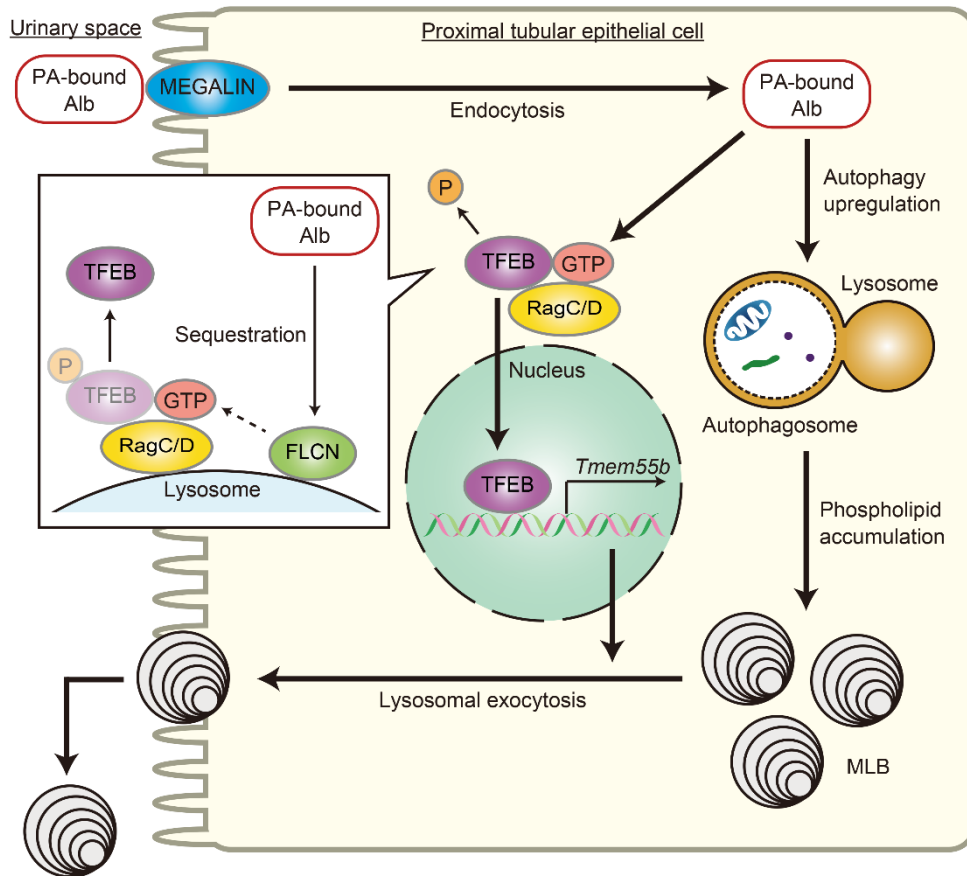 Urinary space
Proximal tubular epithelial cell
PA-bound
Alb
MEGALIN
Endocytosis
PA-bound
Alb
Autophagy
upregulation
P
TFEB
GTP
RagC/D
PA-bound
Alb
TFEB
Sequestration
P
TFEB
GTP
RagC/D
FLCN
Lysosome
Nucleus
TFEB
Tmem55b
Lysosome
Autophagosome
Phospholipid
accumulation
Lysosomal exocytosis
MLB